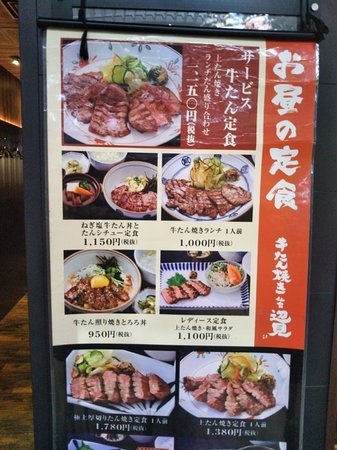 お昼の定食
牛たん焼き 仙台 辺見
サービス
牛たん定食
上たん焼き・
ランチたん盛り合わせ
一、一五〇円(税抜)
ねぎ塩牛たん丼と
たんシチュー定食
1,150円(税抜)
牛たん焼きランチ 1人前
1,000円(税抜)
牛たん照り焼きとろろ丼
950円(税抜)
レディース定食
上たん焼き・和風サラダ
1,100円(税抜)
極上厚切りたん焼き定食 1人前
1,780円(税抜)
上たん焼き定食 1人前
1,380円(税抜)